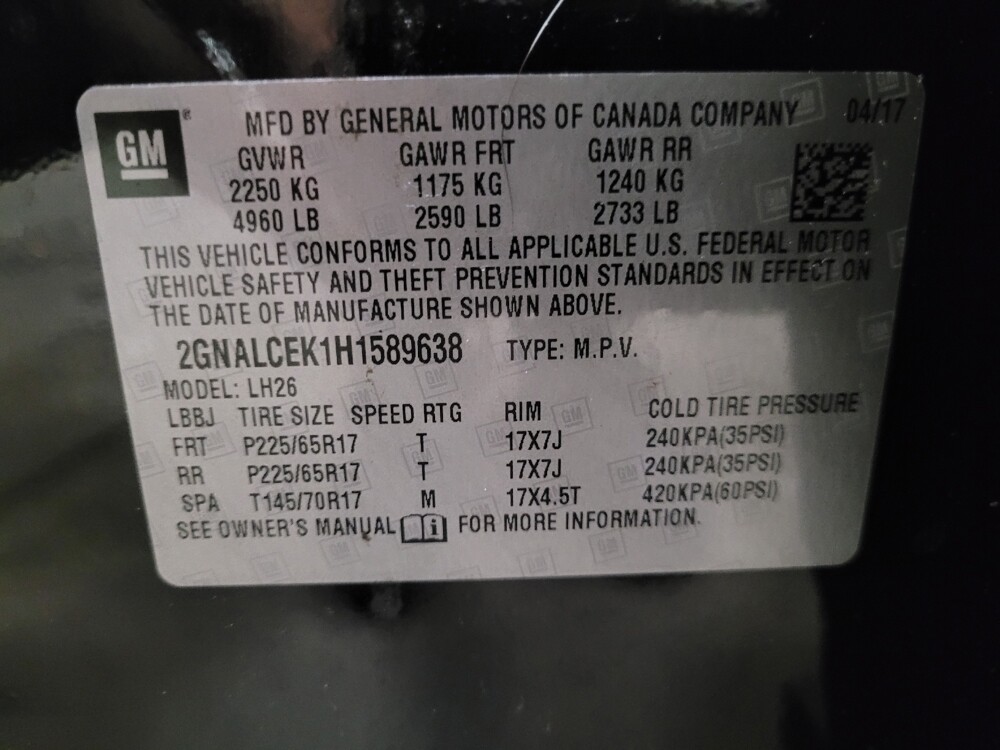 GM
®
MFD BY GENERAL MOTORS OF CANADA COMPANY 04/17
GVWR GAWR FRT GAWR RR
2250 KG 1175 KG 1240 KG
4960 LB 2590 LB 2733 LB
THIS VEHICLE CONFORMS TO ALL APPLICABLE U.S. FEDERAL MOTOR
VEHICLE SAFETY AND THEFT PREVENTION STANDARDS IN EFFECT ON
THE DATE OF MANUFACTURE SHOWN ABOVE.
2GNALCEK1H1589638 TYPE: M.P.V.
MODEL: LH26
LBBJ TIRE SIZE SPEED RTG RIM COLD TIRE PRESSURE
FRT P225/65R17 T 17X7J 240KPA(35PSI)
RR P225/65R17 T 17X7J 240KPA(35PSI)
SPA T145/70R17 M 17X4.5T 420KPA(60PSI)
SEE OWNER'S MANUAL i FOR MORE INFORMATION.